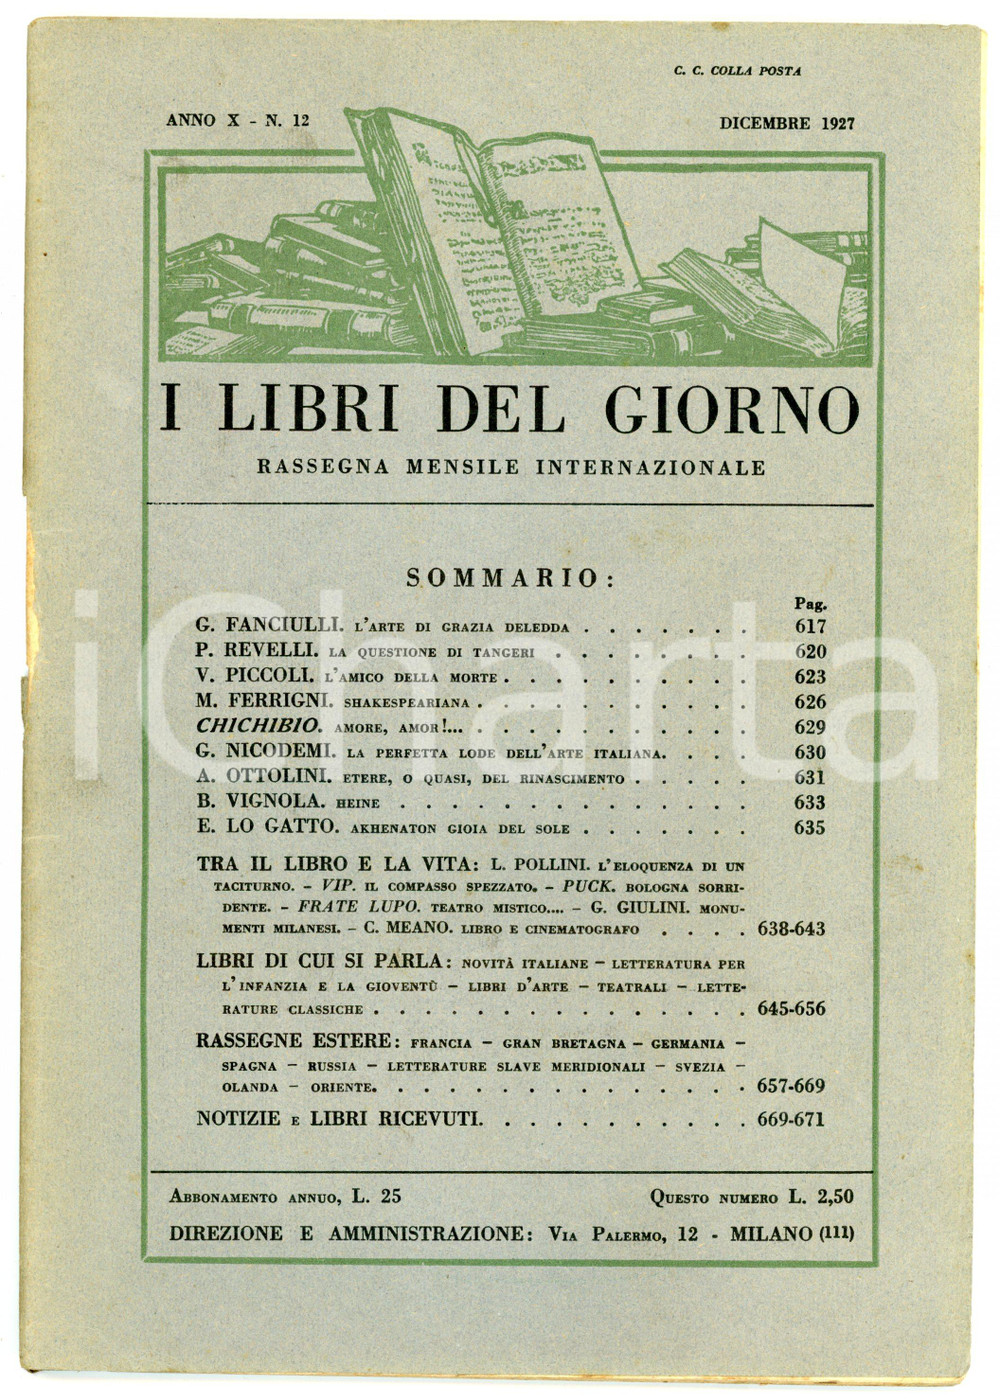 C. C. COLLA POSTA
ANNO X - N. 12
DICEMBRE 1927
I LIBRI DEL GIORNO
RASSEGNA MENSILE INTERNAZIONALE
SOMMARIO:
Pag.
G. FANCIULLI. L'ARTE DI GRAZIA DELEDDA . . . . . . . 617
P. REVELLI. LA QUESTIONE DI TANGERI . . . . . . . . 620
V. PICCOLI. L'AMICO DELLA MORTE . . . . . . . . . . 623
M. FERRIGNI. SHAKESPEARIANA . . . . . . . . . . . 626
CHICHIBIO. AMORE, AMOR!... . . . . . . . . . . . 629
G. NICODEMI. LA PERFETTA LODE DELL'ARTE ITALIANA. . . . 630
A. OTTOLINI. ETERE, O QUASI, DEL RINASCIMENTO . . . . . 631
B. VIGNOLA. HEINE . . . . . . . . . . . . . . 633
E. LO GATTO. AKHENATON GIOIA DEL SOLE . . . . . . . 635
TRA IL LIBRO E LA VITA: L. POLLINI. L'ELOQUENZA DI UN
TACITURNO. - VIP. IL COMPASSO SPEZZATO. - PUCK. BOLOGNA SORRI-
DENTE. - FRATE LUPO. TEATRO MISTICO.... - G. GIULINI. MONU-
MENTI MILANESI. - C. MEANO. LIBRO E CINEMATOGRAFO . . . . 638-643
LIBRI DI CUI SI PARLA: NOVITÀ ITALIANE - LETTERATURA PER
L'INFANZIA E LA GIOVENTÙ - LIBRI D'ARTE - TEATRALI - LETTE-
RATURE CLASSICHE . . . . . . . . . . . . . . . 645-656
RASSEGNE ESTERE: FRANCIA - GRAN BRETAGNA - GERMANIA -
SPAGNA - RUSSIA - LETTERATURE SLAVE MERIDIONALI - SVEZIA -
OLANDA - ORIENTE. . . . . . . . . . . . . . . 657-669
NOTIZIE E LIBRI RICEVUTI. . . . . . . . . . . 669-671
ABBONAMENTO ANNUO, L. 25
QUESTO NUMERO L. 2,50
DIREZIONE E AMMINISTRAZIONE: VIA PALERMO, 12 - MILANO (111)
iCharta